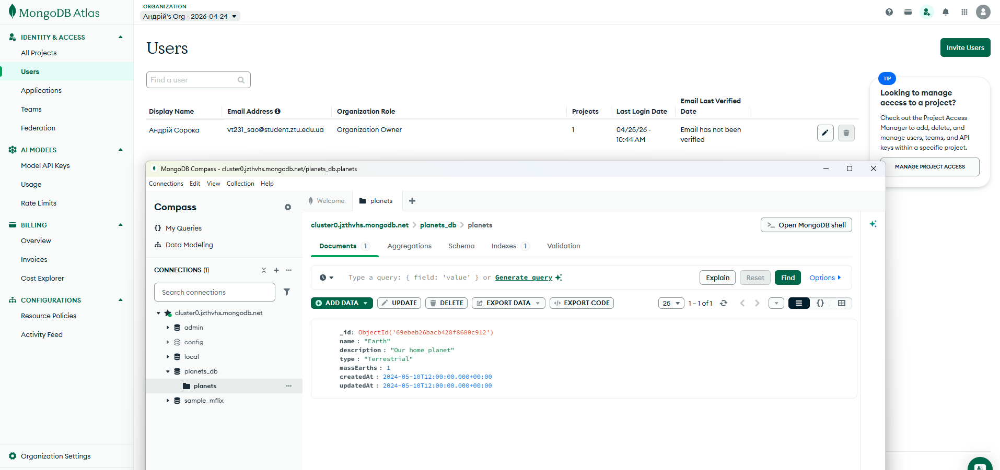 MongoDB Atlas
ORGANIZATION
Андрій's Org - 2026-04-24
IDENTITY & ACCESS
All Projects
Users
Applications
Teams
Federation
AI MODELS
Model API Keys
Usage
Rate Limits
BILLING
Overview
Invoices
Cost Explorer
CONFIGURATIONS
Resource Policies
Activity Feed
Organization Settings
Users
Invite Users
Find a user
Display Name
Email Address
Organization Role
Projects
Last Login Date
Email Last Verified
Date
Андрій Сорока
vt231_sao@student.ztu.edu.ua
Organization Owner
1
04/25/26 -
10:44 AM
Email has not been
verified
TIP
Looking to manage
access to a project?
Check out the Project Access
Manager to add, delete, and
manage users, teams, and API
keys within a specific project.
MANAGE PROJECT ACCESS
MongoDB Compass - cluster0.jzthvhs.mongodb.net/planets_db.planets
Connections Edit View Collection Help
Compass
My Queries
Data Modeling
CONNECTIONS (1)
Search connections
cluster0.jzthvhs.mongodb.net
admin
config
local
planets_db
planets
sample_mflix
Welcome
planets
cluster0.jzthvhs.mongodb.net > planets_db > planets
Open MongoDB shell
Documents 1
Aggregations
Schema
Indexes 1
Validation
Type a query: { field: 'value' } or Generate query
Explain
Reset
Find
Options
ADD DATA
UPDATE
DELETE
EXPORT DATA
EXPORT CODE
25
1 – 1 of 1
_id: ObjectId('69ebeb26bacb428f8680c912')
name : "Earth"
description : "Our home planet"
type : "Terrestrial"
massEarths : 1
createdAt : 2024-05-10T12:00:00.000+00:00
updatedAt : 2024-05-10T12:00:00.000+00:00